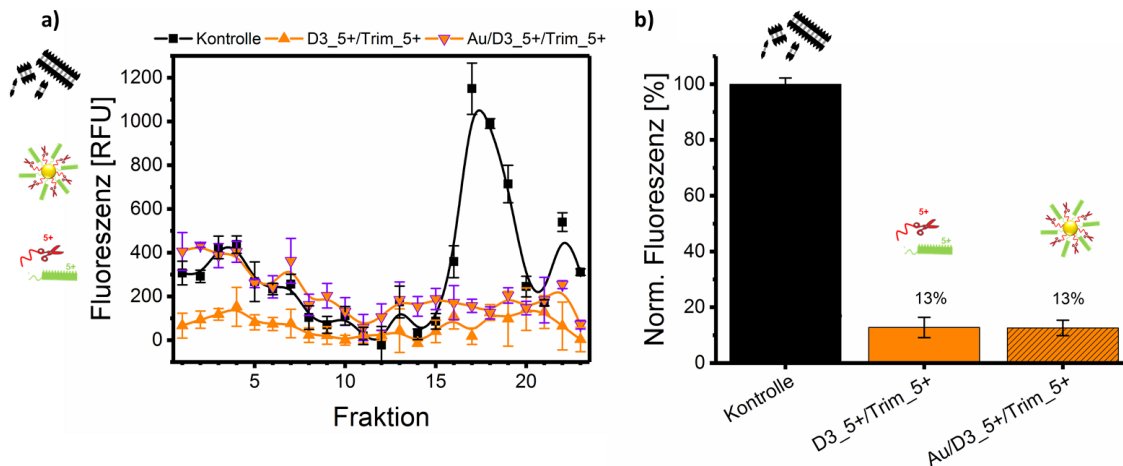 a)
Kontrolle D3_5+/Trim_5+ Au/D3_5+/Trim_5+
Fluoreszenz [RFU]
1200
1000
800
600
400
200
0
5 10 15 20
Fraktion
5+
5+
b)
Norm. Fluoreszenz [%]
100
80
60
40
20
0
5+
5+
13% 13%
Kontrolle
D3_5+/Trim_5+
Au/D3_5+/Trim_5+